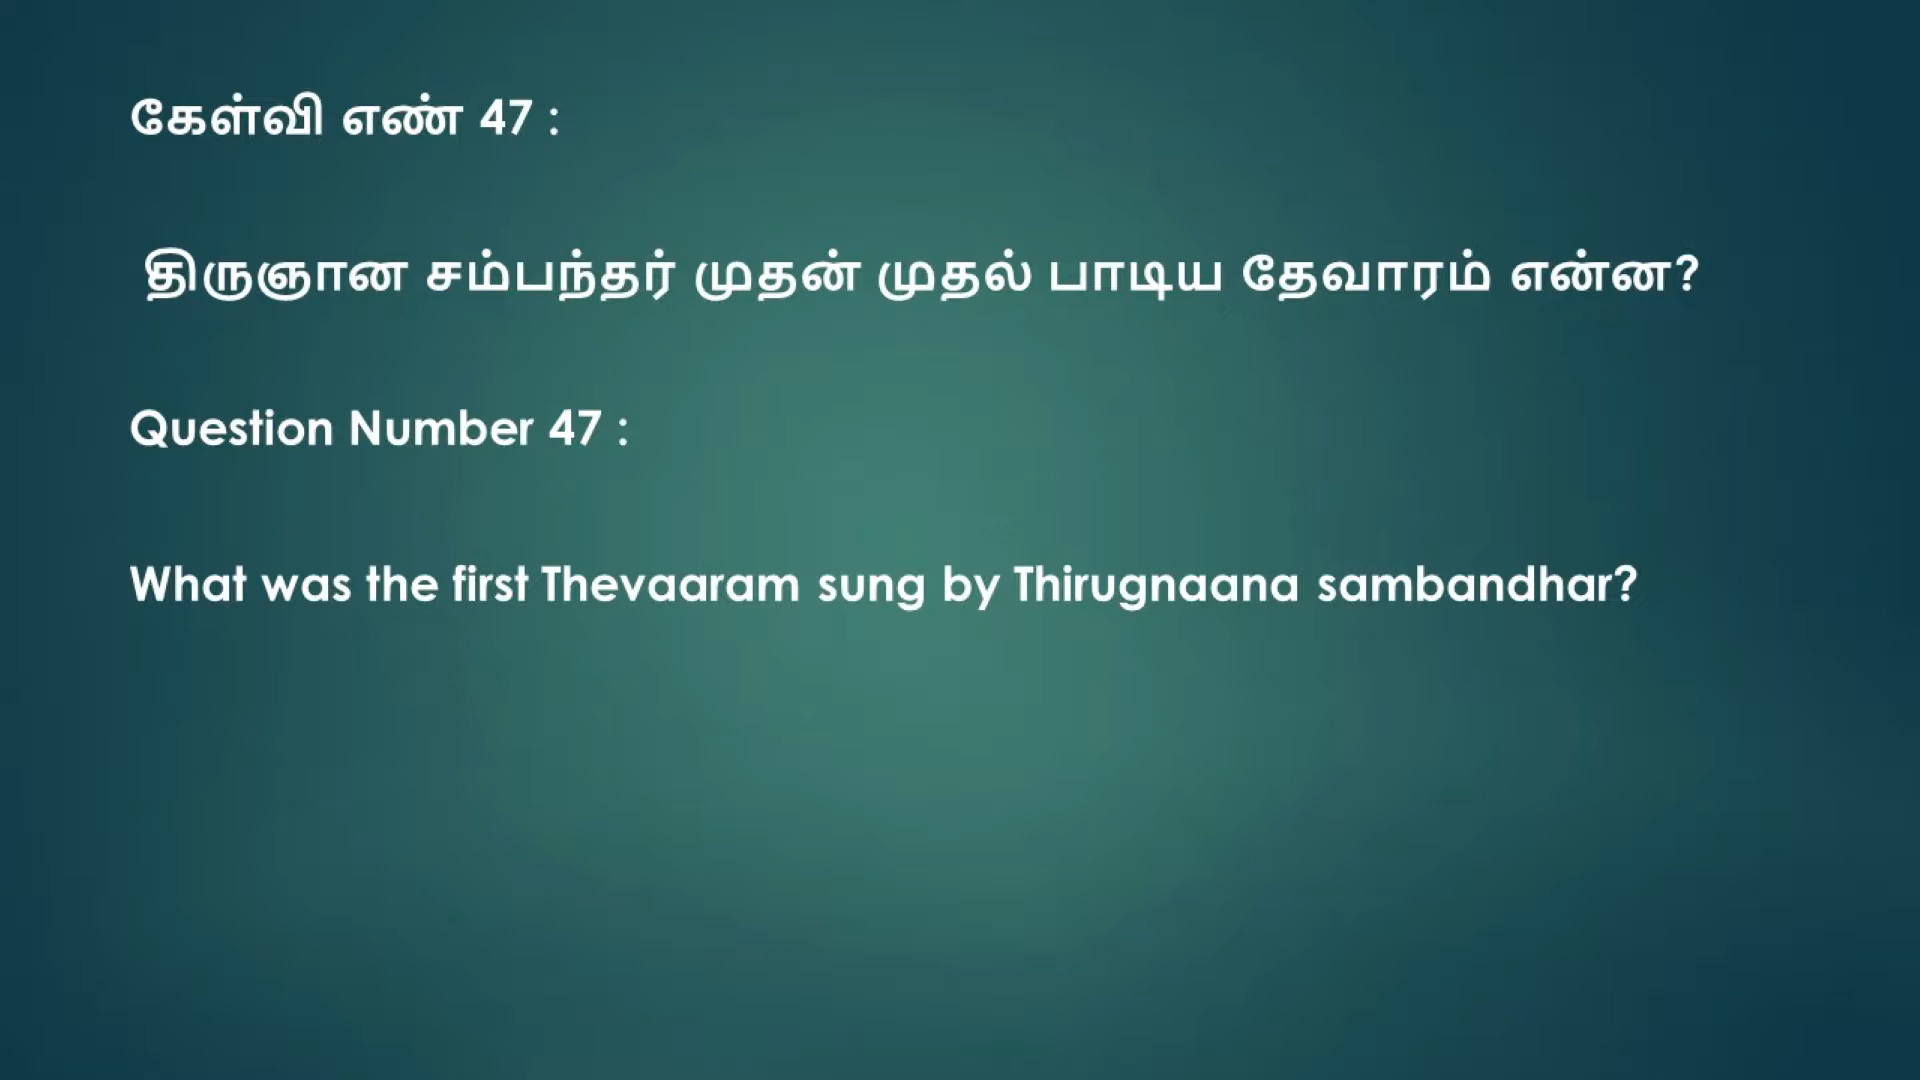 கேள்வி எண் 47 :
திருஞான சம்பந்தர் முதன் முதல் பாடிய தேவாரம் என்ன?
Question Number 47 :
What was the first Thevaaram sung by Thirugnaana sambandhar?